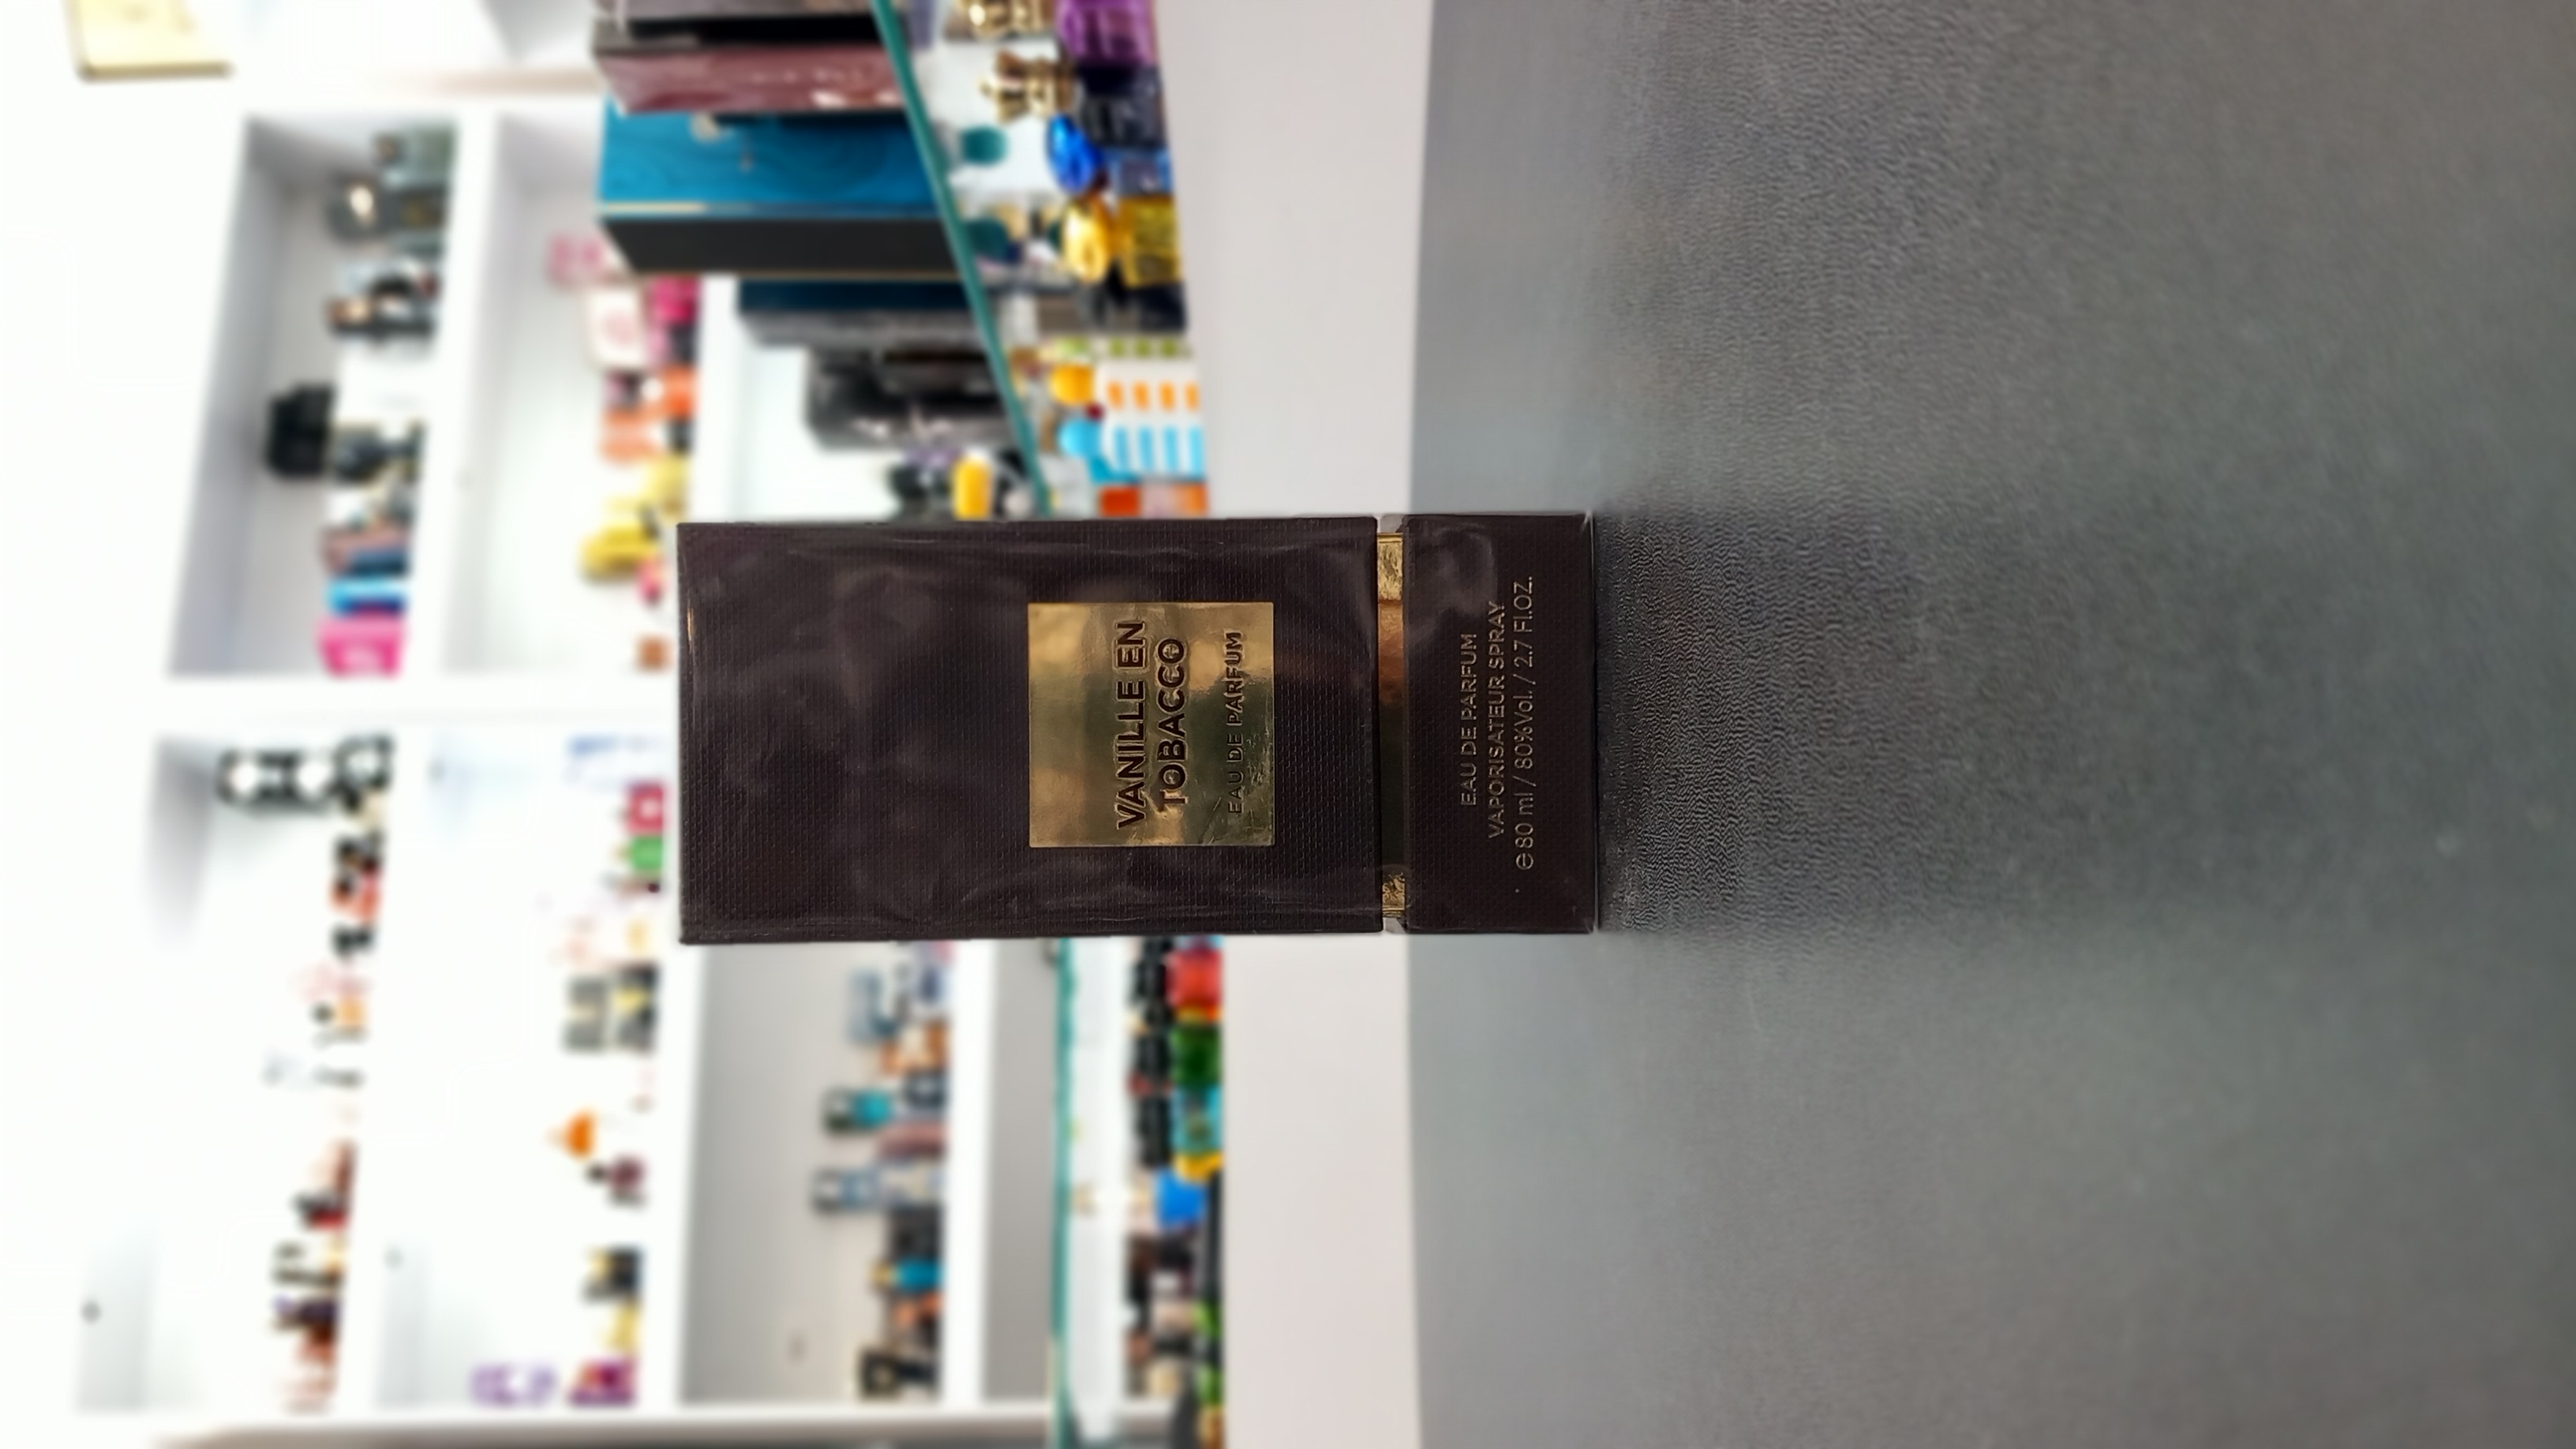 VANILLE EN
TOBACCO
EAU DE PARFUM
EAU DE PARFUM
VAPORISATEUR SPRAY
℮80 ml / 80%Vol. / 2.7 Fl.OZ.